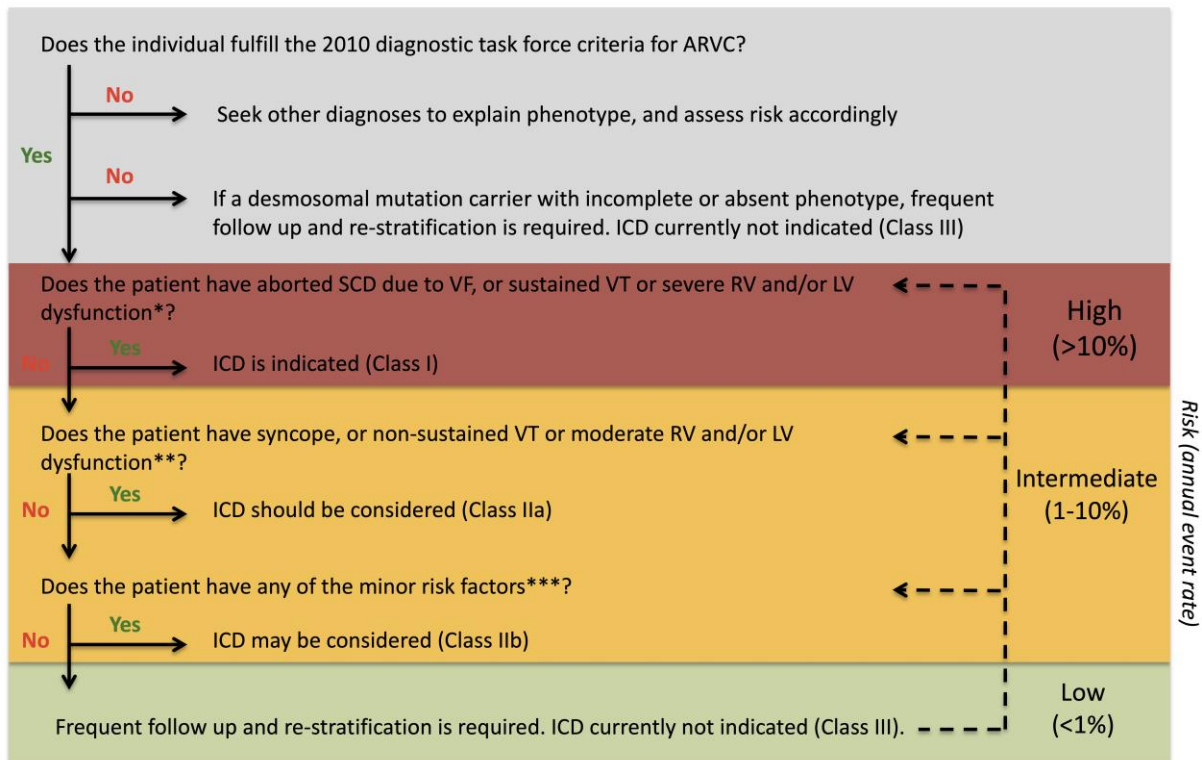 Does the individual fulfill the 2010 diagnostic task force criteria for ARVC?
No
Seek other diagnoses to explain phenotype, and assess risk accordingly
Yes
No
If a desmosomal mutation carrier with incomplete or absent phenotype, frequent
follow up and re-stratification is required. ICD currently not indicated (Class III)
Does the patient have aborted SCD due to VF, or sustained VT or severe RV and/or LV
dysfunction*?
High
(>10%)
No
Yes
ICD is indicated (Class I)
Does the patient have syncope, or non-sustained VT or moderate RV and/or LV
dysfunction**?
Intermediate
(1-10%)
No
Yes
ICD should be considered (Class IIa)
Does the patient have any of the minor risk factors***?
No
Yes
ICD may be considered (Class IIb)
Low
(<1%)
Frequent follow up and re-stratification is required. ICD currently not indicated (Class III).
Risk (annual event rate)